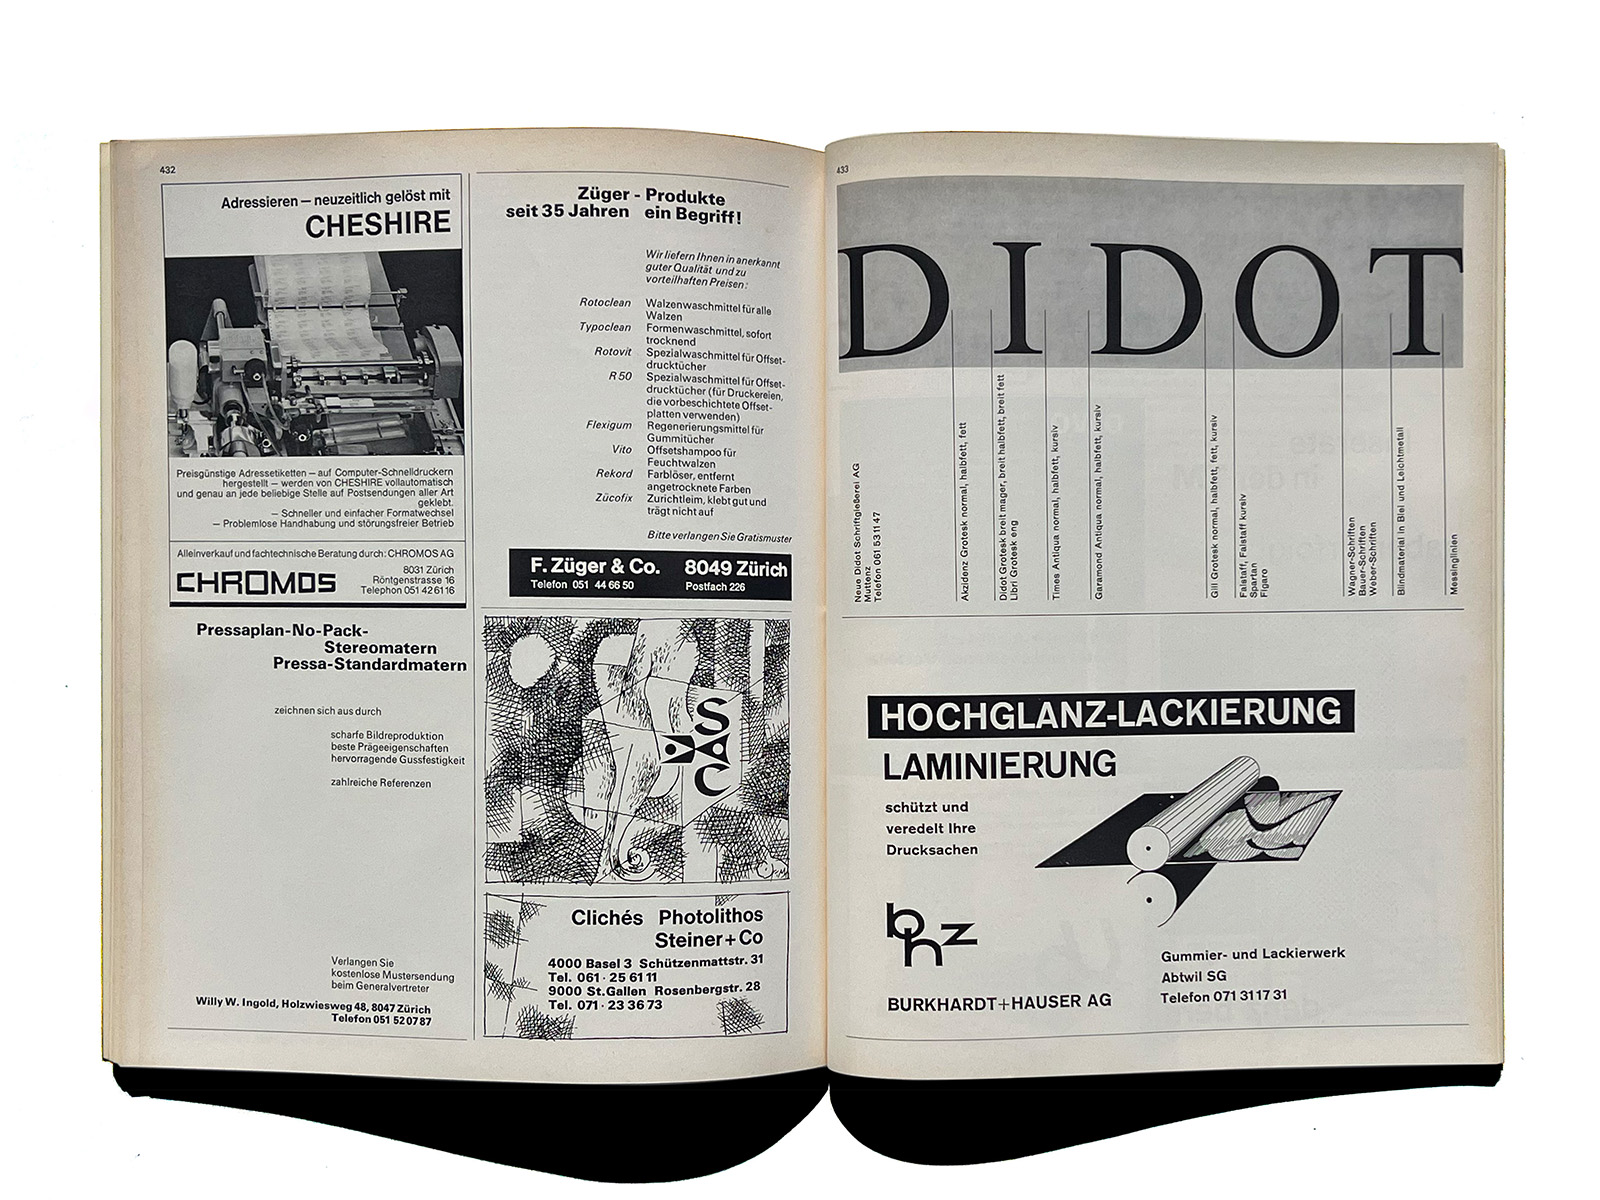 432
Adressieren – neuzeitlich gelöst mit
CHESHIRE
Preisgünstige Adressetiketten – auf Computer-Schnelldruckern
hergestellt – werden von CHESHIRE vollautomatisch
und genau an jede beliebige Stelle auf Postsendungen aller Art
geklebt.
– Schneller und einfacher Formatwechsel
– Problemlose Handhabung und störungsfreier Betrieb
Alleinverkauf und fachtechnische Beratung durch: CHROMOS AG
CHROMOS
8031 Zürich
Röntgenstrasse 16
Telephon 051 42 61 16
Pressaplan-No-Pack-
Stereomatern
Pressa-Standardmatern
zeichnen sich aus durch
scharfe Bildreproduktion
beste Prägeeigenschaften
hervorragende Gussfestigkeit
zahlreiche Referenzen
Verlangen Sie
kostenlose Mustersendung
beim Generalvertreter
Willy W. Ingold, Holzwiesweg 48, 8047 Zürich
Telefon 051 52 07 87
Züger - Produkte
seit 35 Jahren ein Begriff!
Wir liefern Ihnen in anerkannt
guter Qualität und zu
vorteilhaften Preisen:
Rotoclean Walzenwaschmittel für alle
Walzen
Typoclean Formenwaschmittel, sofort
trocknend
Rotovit Spezialwaschmittel für Offset-
drucktücher
R 50 Spezialwaschmittel für Offset-
drucktücher (für Druckereien,
die vorbeschichtete Offset-
platten verwenden)
Flexigum Regenerierungsmittel für
Gummitücher
Vito Offsetshampoo für
Feuchtwalzen
Rekord Farblöser, entfernt
angetrocknete Farben
Zücofix Zurichtleim, klebt gut und
trägt nicht auf
Bitte verlangen Sie Gratismuster
F. Züger & Co. 8049 Zürich
Telefon 051 44 66 50 Postfach 226
S
C
Clichés Photolithos
Steiner + Co
4000 Basel 3 Schützenmattstr. 31
Tel. 061 · 25 61 11
9000 St. Gallen Rosenbergstr. 28
Tel. 071 · 23 36 73
433
DIDOT
Neue Didot Schriftgießerei AG
Muttenz
Telefon 061 53 11 47
Akzidenz Grotesk normal, halbfett, fett
Didot Grotesk breit mager, breit halbfett, breit fett
Libri Grotesk eng
Times Antiqua normal, halbfett, kursiv
Garamond Antiqua normal, halbfett, kursiv
Gill Grotesk normal, halbfett, fett, kursiv
Falstaff, Falstaff kursiv
Spartan
Figaro
Wagner-Schriften
Bauer-Schriften
Weber-Schriften
Blindmaterial in Blei und Leichtmetall
Messinglinien
HOCHGLANZ-LACKIERUNG
LAMINIERUNG
schützt und
veredelt Ihre
Drucksachen
bhz
BURKHARDT+HAUSER AG
Gummier- und Lackierwerk
Abtwil SG
Telefon 071 31 17 31